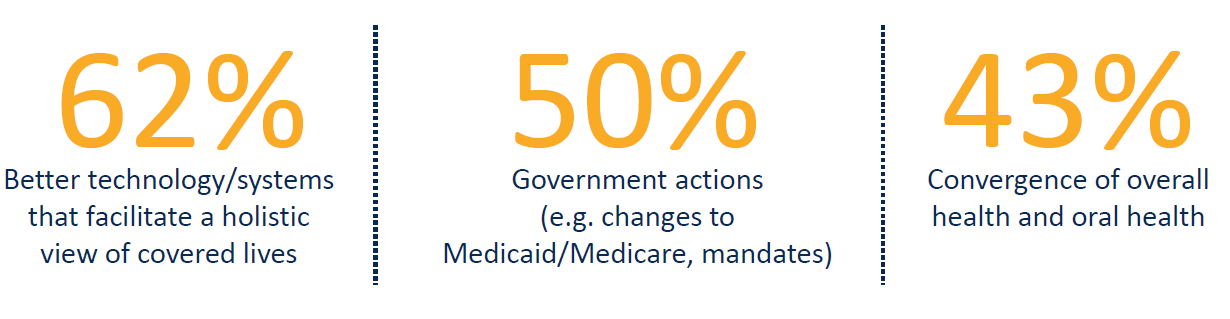 62%
Better technology/systems
that facilitate a holistic
view of covered lives
50%
Government actions
(e.g. changes to
Medicaid/Medicare, mandates)
43%
Convergence of overall
health and oral health